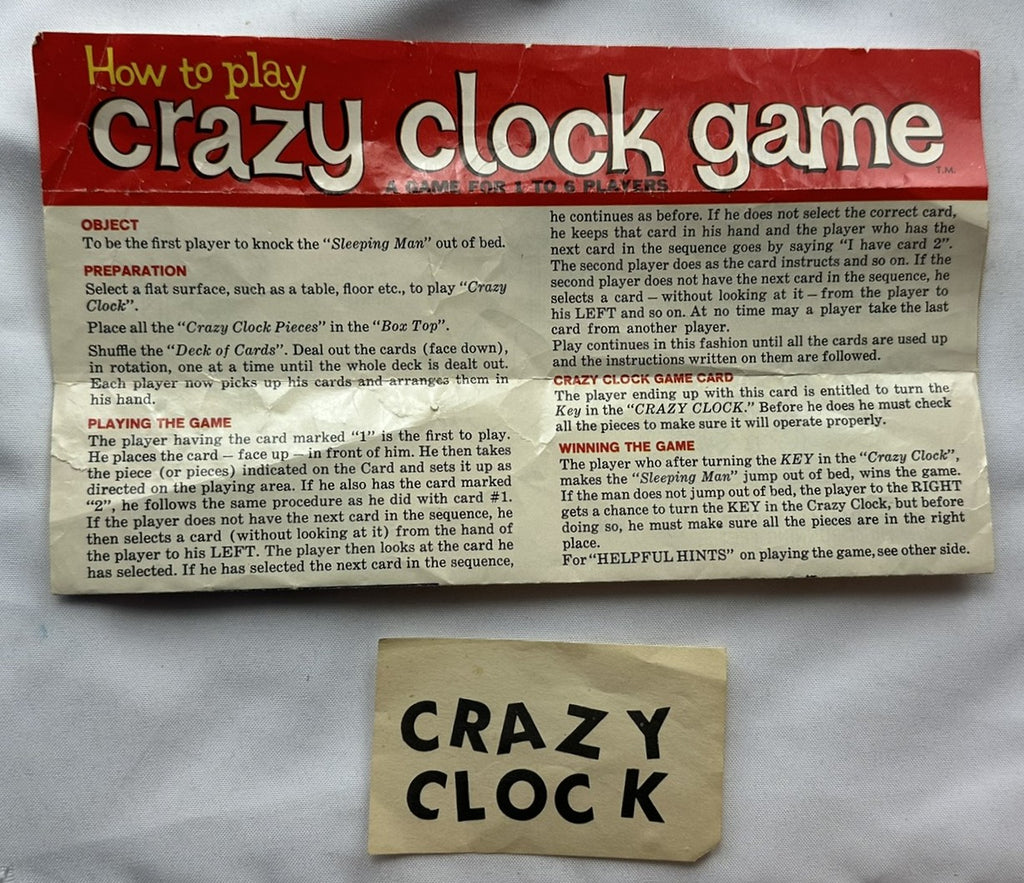 How to play
crazy clock game
T.M.
A GAME FOR 1 TO 6 PLAYERS
OBJECT
To be the first player to knock the “Sleeping Man” out of bed.
PREPARATION
Select a flat surface, such as a table, floor etc., to play “Crazy
Clock”.
Place all the “Crazy Clock Pieces” in the “Box Top”.
Shuffle the “Deck of Cards”. Deal out the cards (face down),
in rotation, one at a time until the whole deck is dealt out.
Each player now picks up his cards and arranges them in
his hand.
PLAYING THE GAME
The player having the card marked “1” is the first to play.
He places the card – face up – in front of him. He then takes
the piece (or pieces) indicated on the Card and sets it up as
directed on the playing area. If he also has the card marked
“2”, he follows the same procedure as he did with card #1.
If the player does not have the next card in the sequence, he
then selects a card (without looking at it) from the hand of
the player to his LEFT. The player then looks at the card he
has selected. If he has selected the next card in the sequence,
he continues as before. If he does not select the correct card,
he keeps that card in his hand and the player who has the
next card in the sequence goes by saying “I have card 2”.
The second player does as the card instructs and so on. If the
second player does not have the next card in the sequence, he
selects a card – without looking at it – from the player to
his LEFT and so on. At no time may a player take the last
card from another player.
Play continues in this fashion until all the cards are used up
and the instructions written on them are followed.
CRAZY CLOCK GAME CARD
The player ending up with this card is entitled to turn the
Key in the “CRAZY CLOCK.” Before he does he must check
all the pieces to make sure it will operate properly.
WINNING THE GAME
The player who after turning the KEY in the “Crazy Clock”,
makes the “Sleeping Man” jump out of bed, wins the game.
If the man does not jump out of bed, the player to the RIGHT
gets a chance to turn the KEY in the Crazy Clock, but before
doing so, he must make sure all the pieces are in the right
place.
For “HELPFUL HINTS” on playing the game, see other side.
CRAZY
CLOCK